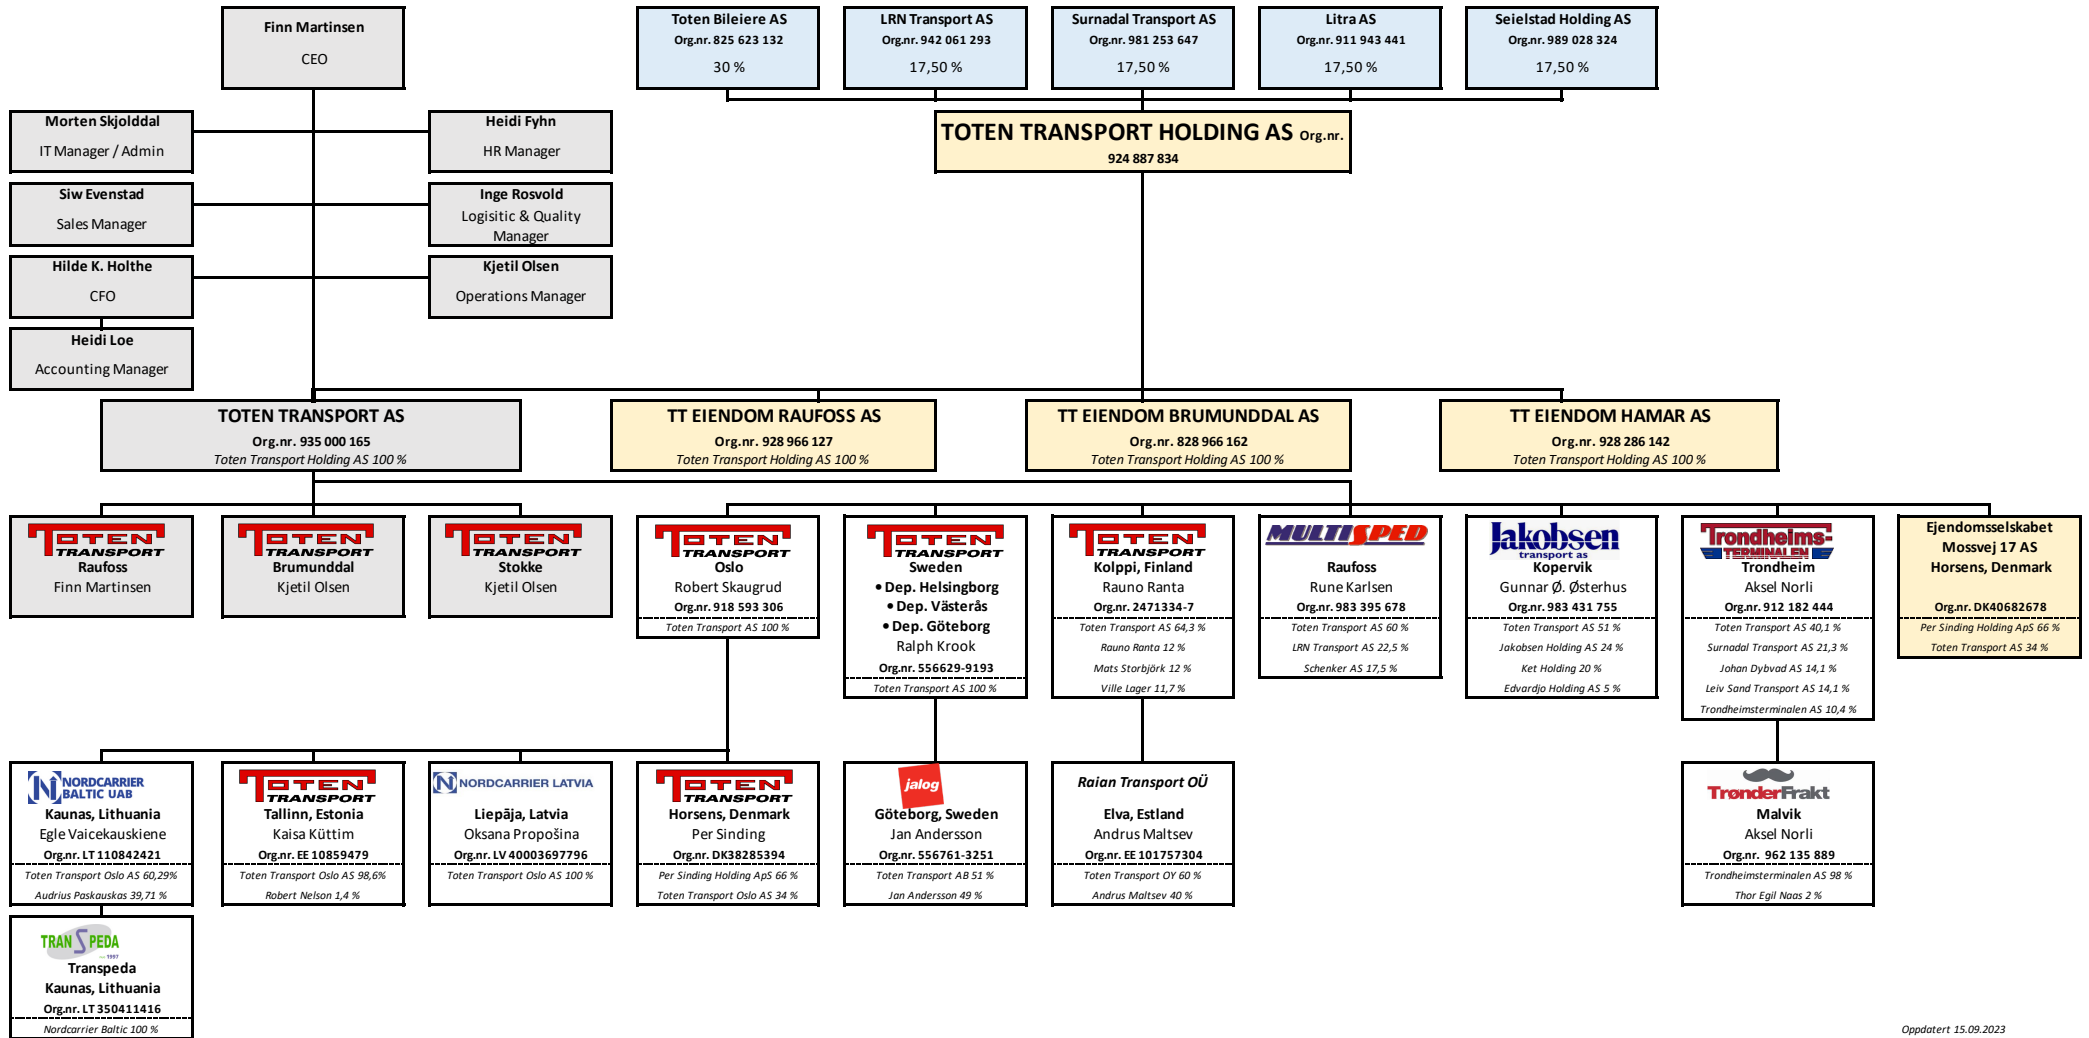 Finn Martinsen
CEO
Toten Bileiere AS
Org.nr. 825 623 132
30 %
LRN Transport AS
Org.nr. 942 061 293
17,50 %
Surnadal Transport AS
Org.nr. 981 253 647
17,50 %
Litra AS
Org.nr. 911 943 441
17,50 %
Seielstad Holding AS
Org.nr. 989 028 324
17,50 %
Morten Skjolddal
IT Manager / Admin
Heidi Fyhn
HR Manager
TOTEN TRANSPORT HOLDING AS Org.nr.
924 887 834
Siw Evenstad
Sales Manager
Inge Rosvold
Logisitic & Quality
Manager
Hilde K. Holthe
CFO
Kjetil Olsen
Operations Manager
Heidi Loe
Accounting Manager
TOTEN TRANSPORT AS
Org.nr. 935 000 165
Toten Transport Holding AS 100 %
TT EIENDOM RAUFOSS AS
Org.nr. 928 966 127
Toten Transport Holding AS 100 %
TT EIENDOM BRUMUNDDAL AS
Org.nr. 828 966 162
Toten Transport Holding AS 100 %
TT EIENDOM HAMAR AS
Org.nr. 928 286 142
Toten Transport Holding AS 100 %
TOTEN
TRANSPORT
Raufoss
Finn Martinsen
TOTEN
TRANSPORT
Brumunddal
Kjetil Olsen
TOTEN
TRANSPORT
Stokke
Kjetil Olsen
TOTEN
TRANSPORT
Oslo
Robert Skaugrud
Org.nr. 918 593 306
Toten Transport AS 100 %
TOTEN
TRANSPORT
Sweden
• Dep. Helsingborg
• Dep. Västerås
• Dep. Göteborg
Ralph Krook
Org.nr. 556629-9193
Toten Transport AS 100 %
TOTEN
TRANSPORT
Kolppi, Finland
Rauno Ranta
Org.nr. 2471334-7
Toten Transport AS 64,3 %
Rauno Ranta 12 %
Mats Storbjörk 12 %
Ville Lager 11,7 %
MULTISPED
Raufoss
Rune Karlsen
Org.nr. 983 395 678
Toten Transport AS 60 %
LRN Transport AS 22,5 %
Schenker AS 17,5 %
Jakobsen
transport as
Kopervik
Gunnar Ø. Østerhus
Org.nr. 983 431 755
Toten Transport AS 51 %
Jakobsen Holding AS 24 %
Ket Holding 20 %
Edvardjo Holding AS 5 %
Trondheims-
TERMINALEN
Trondheim
Aksel Norli
Org.nr. 912 182 444
Toten Transport AS 40,1 %
Surnadal Transport AS 21,3 %
Johan Dybvad AS 14,1 %
Leiv Sand Transport AS 14,1 %
Trondheimsterminalen AS 10,4 %
Ejendomsselskabet
Mossvej 17 AS
Horsens, Denmark
Org.nr. DK40682678
Per Sinding Holding ApS 66 %
Toten Transport AS 34 %
NORDCARRIER
BALTIC UAB
Kaunas, Lithuania
Egle Vaicekauskiene
Org.nr. LT 110842421
Toten Transport Oslo AS 60,29%
Audrius Paskauskas 39,71 %
TOTEN
TRANSPORT
Tallinn, Estonia
Kaisa Küttim
Org.nr. EE 10859479
Toten Transport Oslo AS 98,6%
Robert Nelson 1,4 %
NORDCARRIER LATVIA
Liepāja, Latvia
Oksana Propošina
Org.nr. LV 40003697796
Toten Transport Oslo AS 100 %
TOTEN
TRANSPORT
Horsens, Denmark
Per Sinding
Org.nr. DK38285394
Per Sinding Holding ApS 66 %
Toten Transport Oslo AS 34 %
jalog
Göteborg, Sweden
Jan Andersson
Org.nr. 556761-3251
Toten Transport AB 51 %
Jan Andersson 49 %
Raian Transport OÜ
Elva, Estland
Andrus Maltsev
Org.nr. EE 101757304
Toten Transport OY 60 %
Andrus Maltsev 40 %
TrønderFrakt
Malvik
Aksel Norli
Org.nr. 962 135 889
Trondheimsterminalen AS 98 %
Thor Egil Naas 2 %
TRANSPEDA
1997
Transpeda
Kaunas, Lithuania
Org.nr. LT 350411416
Nordcarrier Baltic 100 %
Oppdatert 15.09.2023